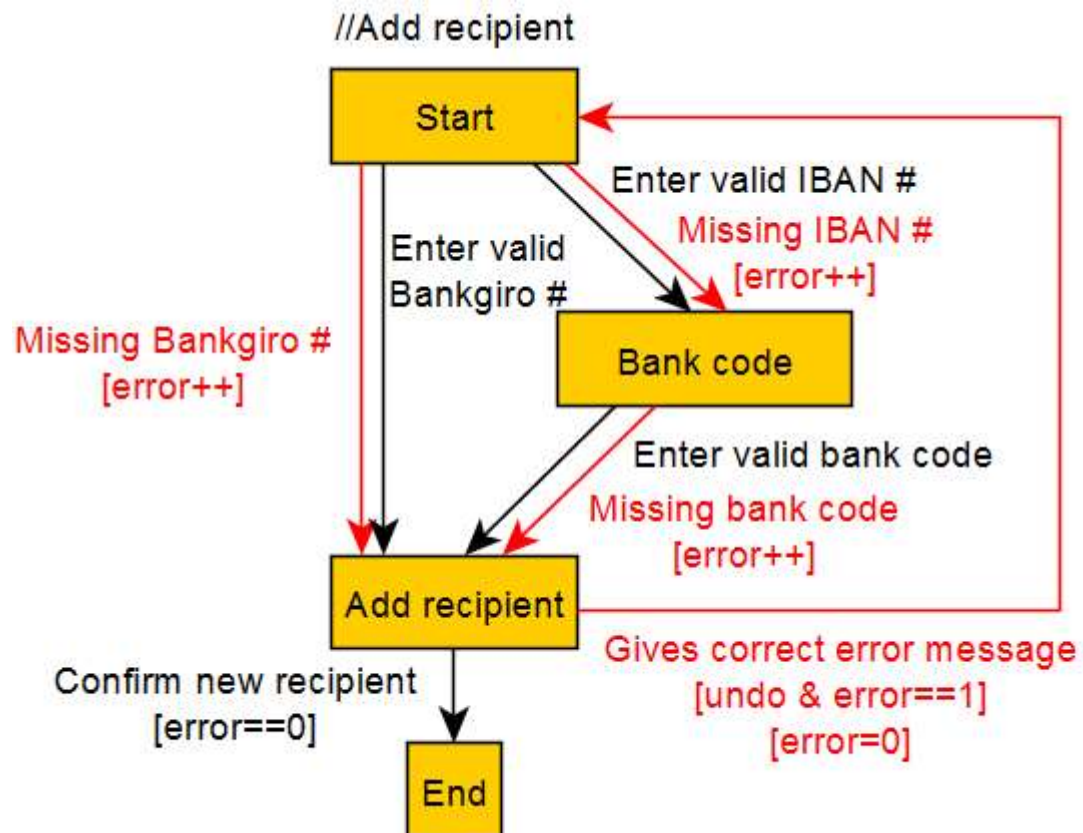 //Add recipient
Start
Enter valid IBAN #
Missing IBAN #
[error++]
Enter valid
Bankgiro #
Missing Bankgiro #
[error++]
Bank code
Enter valid bank code
Missing bank code
[error++]
Add recipient
Gives correct error message
[undo & error==1]
[error=0]
Confirm new recipient
[error==0]
End